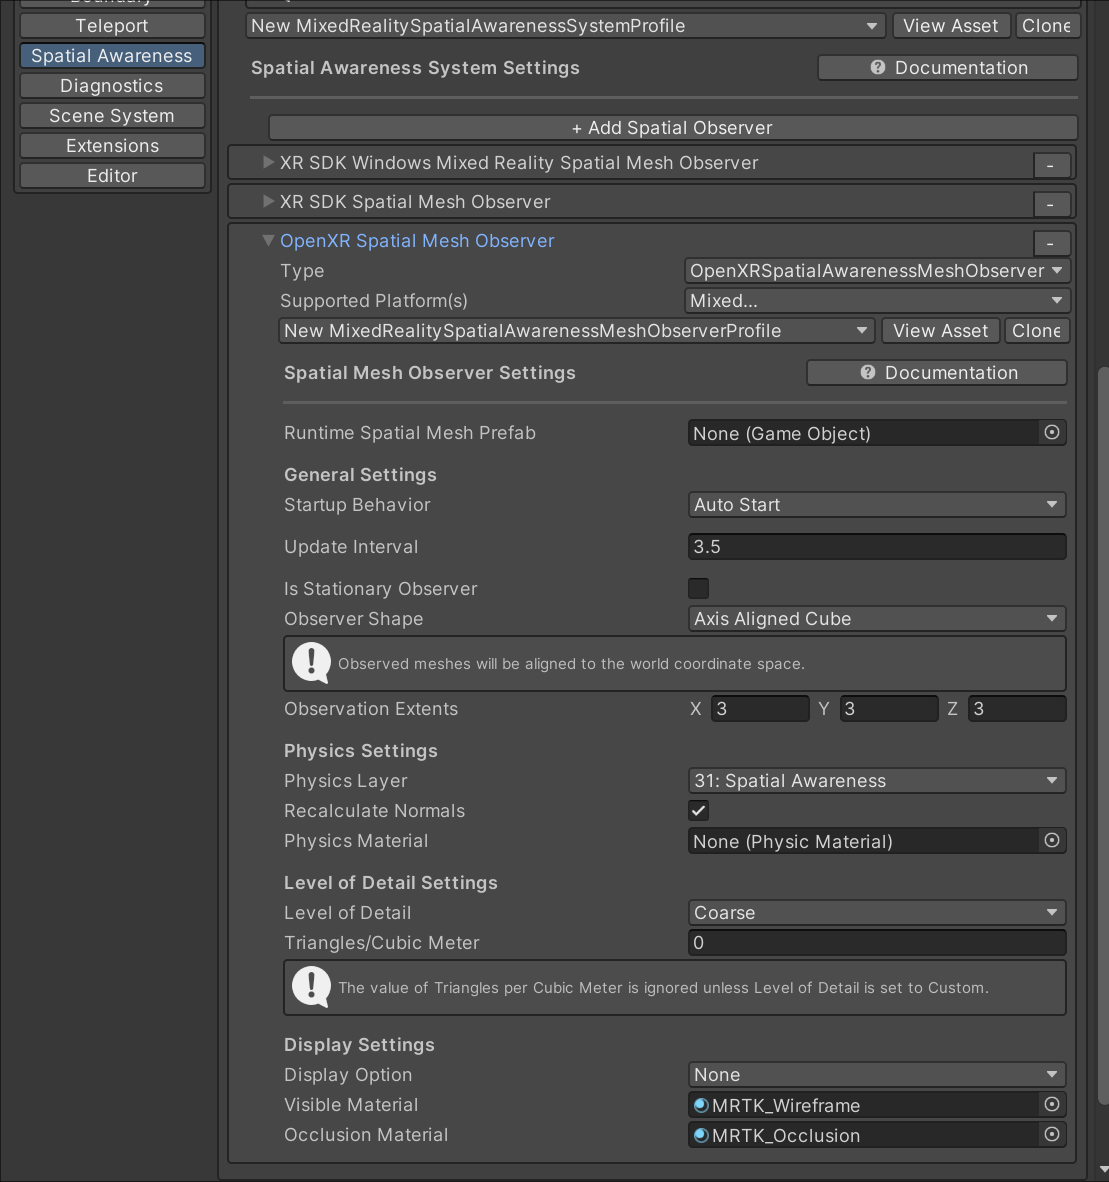 Boundary
Teleport
Spatial Awareness
Diagnostics
Scene System
Extensions
Editor
New MixedRealitySpatialAwarenessSystemProfile View Asset Clone
Spatial Awareness System Settings Documentation
+ Add Spatial Observer
XR SDK Windows Mixed Reality Spatial Mesh Observer -
XR SDK Spatial Mesh Observer -
OpenXR Spatial Mesh Observer -
Type OpenXRSpatialAwarenessMeshObserver
Supported Platform(s) Mixed...
New MixedRealitySpatialAwarenessMeshObserverProfile View Asset Clone
Spatial Mesh Observer Settings Documentation
Runtime Spatial Mesh Prefab None (Game Object)
General Settings
Startup Behavior Auto Start
Update Interval 3.5
Is Stationary Observer
Observer Shape Axis Aligned Cube
Observed meshes will be aligned to the world coordinate space.
Observation Extents X 3 Y 3 Z 3
Physics Settings
Physics Layer 31: Spatial Awareness
Recalculate Normals
Physics Material None (Physic Material)
Level of Detail Settings
Level of Detail Coarse
Triangles/Cubic Meter 0
The value of Triangles per Cubic Meter is ignored unless Level of Detail is set to Custom.
Display Settings
Display Option None
Visible Material MRTK_Wireframe
Occlusion Material MRTK_Occlusion